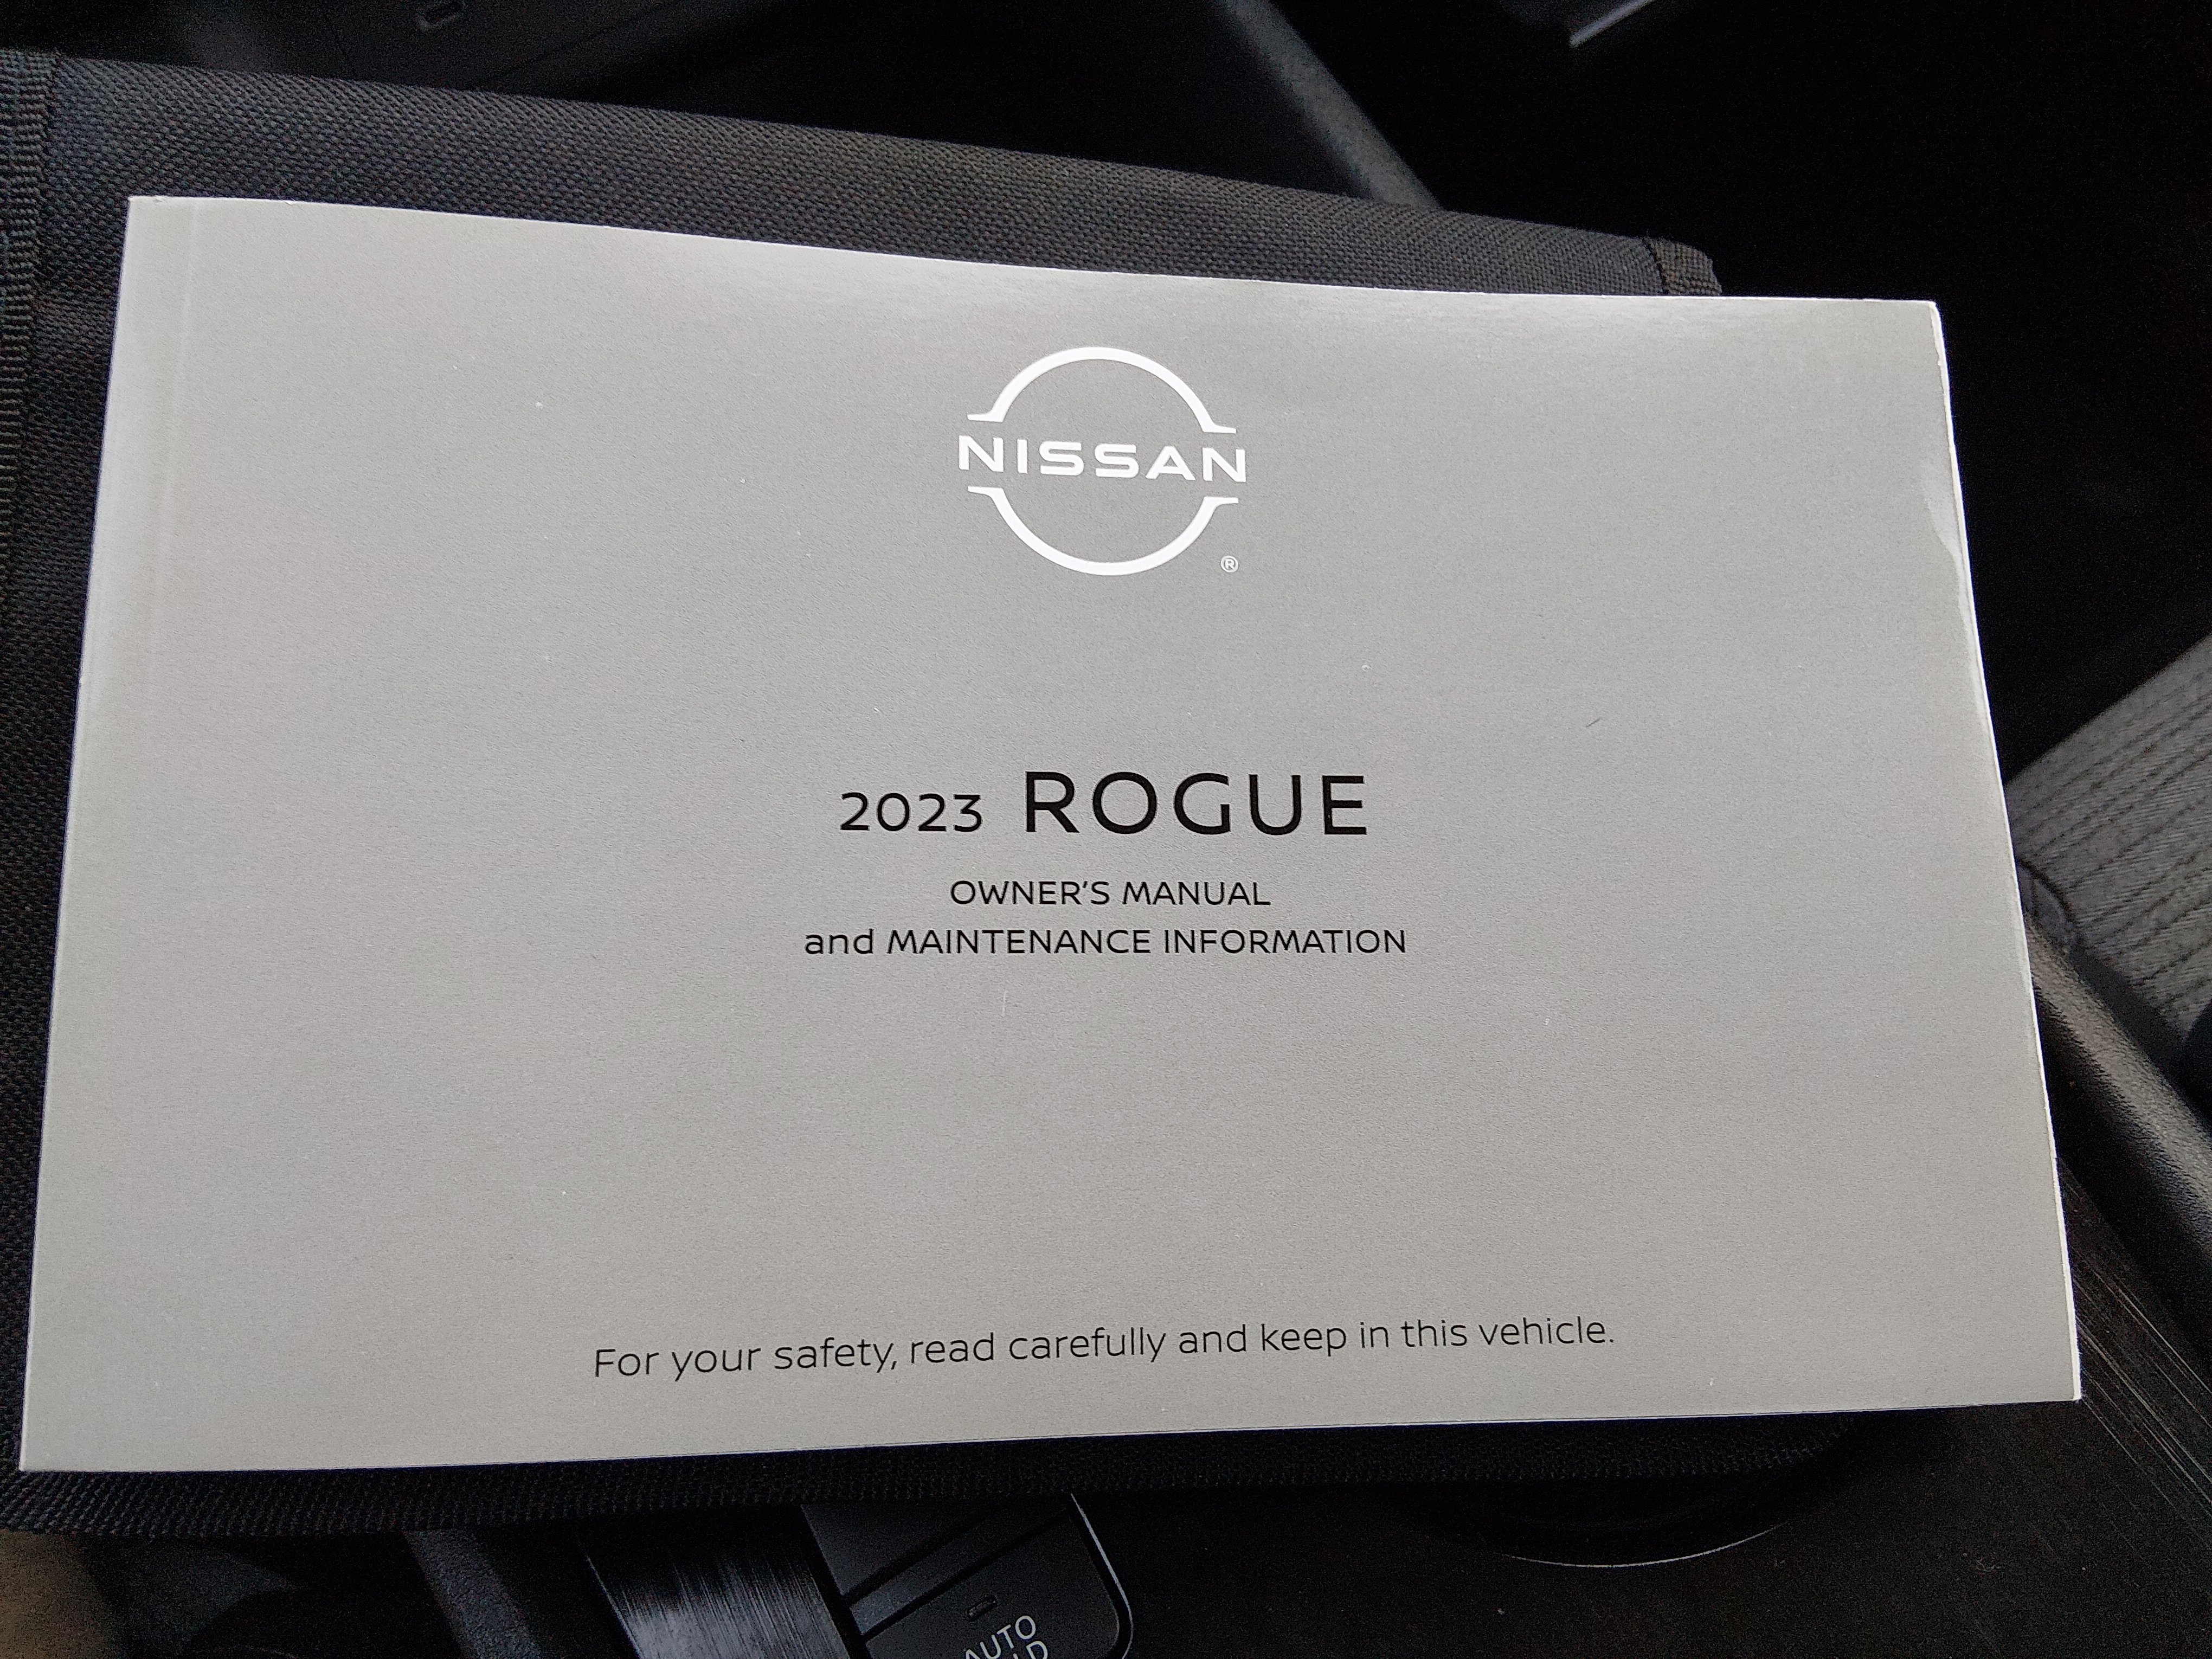 NISSAN
®
2023 ROGUE
OWNER'S MANUAL
and MAINTENANCE INFORMATION
For your safety, read carefully and keep in this vehicle.
AUTO